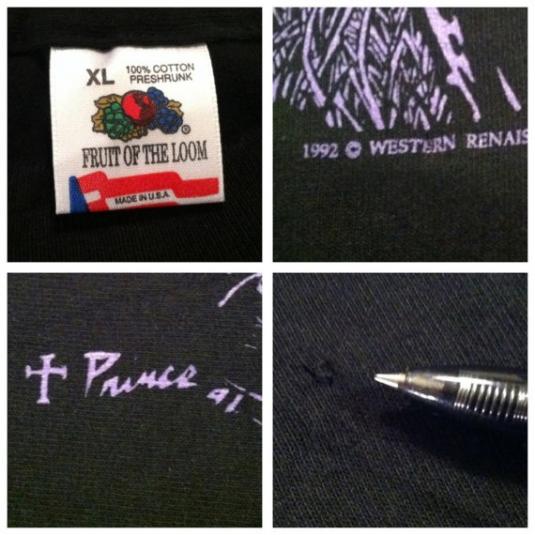 XL 100% COTTON
PRESHRUNK
®
FRUIT OF THE LOOM
MADE IN U.S.A.
1992 © WESTERN RENAIS
Prince 91